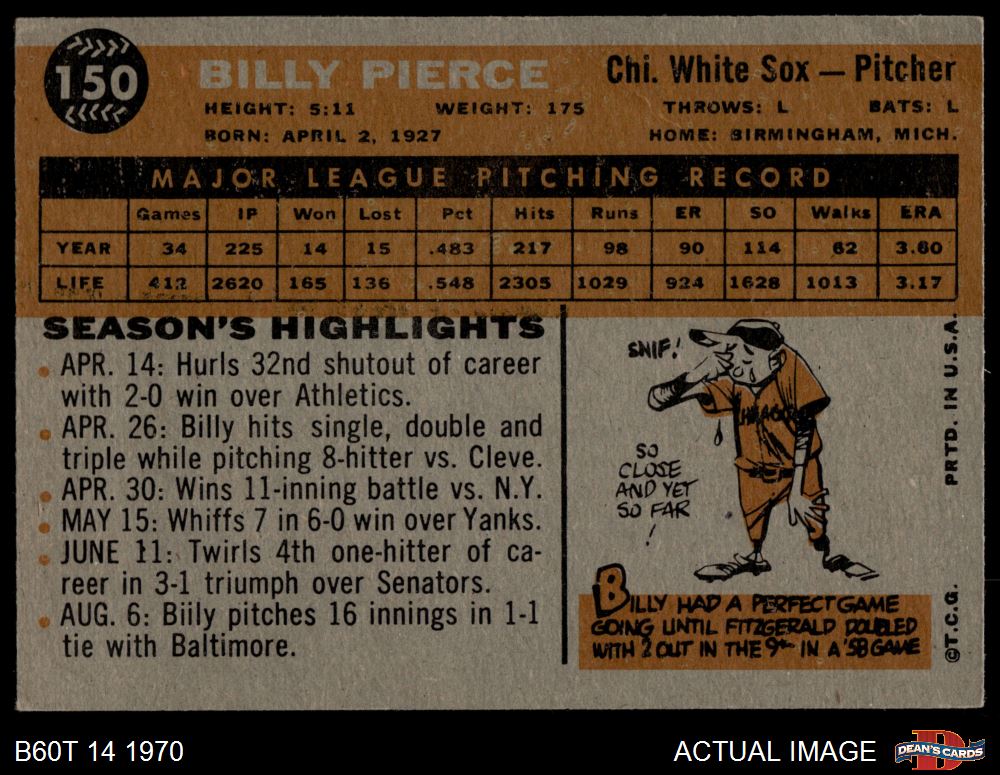 150
BILLY PIERCE
Chi. White Sox — Pitcher
HEIGHT: 5:11 WEIGHT: 175 THROWS: L BATS: L
BORN: APRIL 2, 1927 HOME: BIRMINGHAM, MICH.
MAJOR LEAGUE PITCHING RECORD
Games IP Won Lost Pct Hits Runs ER SO Walks ERA
YEAR 34 225 14 15 .483 217 98 90 114 62 3.60
LIFE 412 2620 165 136 .548 2305 1029 924 1628 1013 3.17
SEASON'S HIGHLIGHTS
APR. 14: Hurls 32nd shutout of career
with 2-0 win over Athletics.
APR. 26: Billy hits single, double and
triple while pitching 8-hitter vs. Cleve.
APR. 30: Wins 11-inning battle vs. N.Y.
MAY 15: Whiffs 7 in 6-0 win over Yanks.
JUNE 11: Twirls 4th one-hitter of ca-
reer in 3-1 triumph over Senators.
AUG. 6: Biily pitches 16 innings in 1-1
tie with Baltimore.
SNIF!
SO
CLOSE
AND YET
SO FAR
!
CHICAGO
BILLY HAD A PERFECT GAME
GOING UNTIL FITZGERALD DOUBLED
WITH 2 OUT IN THE 9TH IN A '58 GAME
©T.C.G. PRTD. IN U.S.A.
B60T 14 1970
ACTUAL IMAGE
D
DEAN'S CARDS